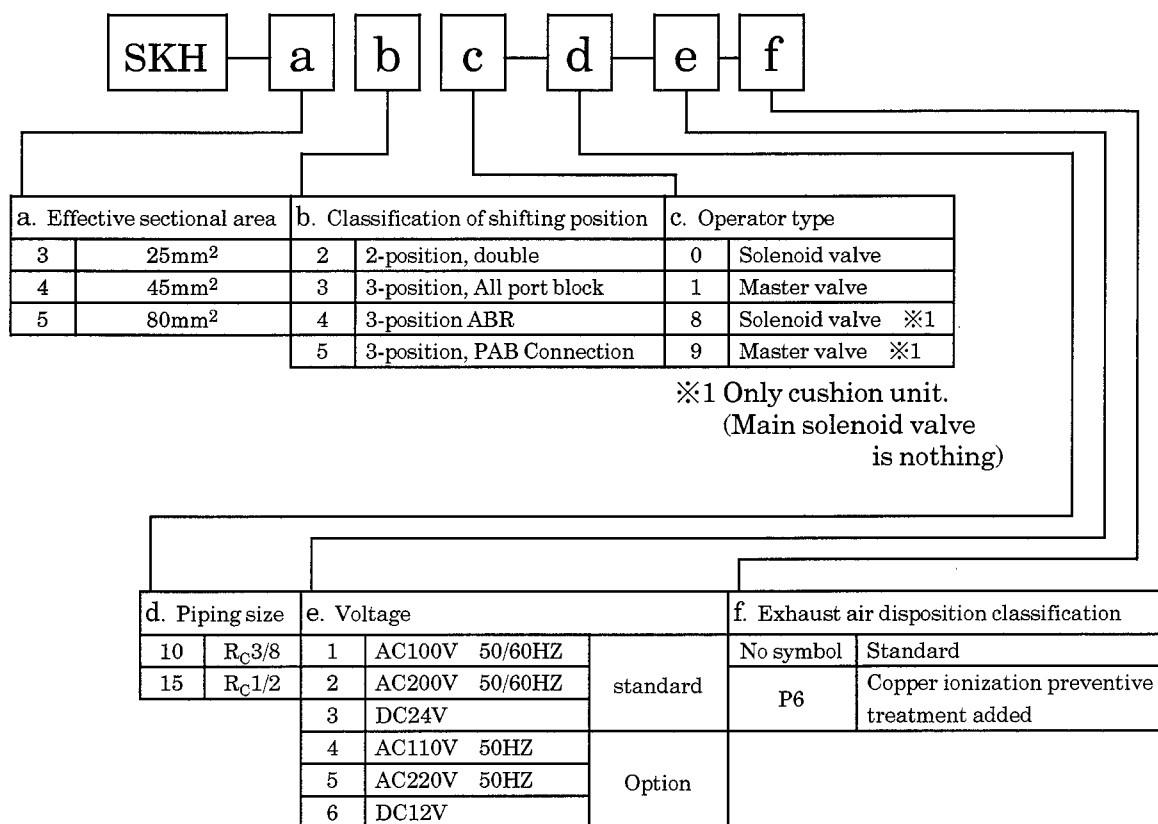 SKH a b c d e f
a. Effective sectional area b. Classification of shifting position c. Operator type
3 25mm² 2 2-position, double 0 Solenoid valve
4 45mm² 3 3-position, All port block 1 Master valve
5 80mm² 4 3-position ABR 8 Solenoid valve ※1
5 3-position, PAB Connection 9 Master valve ※1
※1 Only cushion unit.
(Main solenoid valve
is nothing)
d. Piping size e. Voltage f. Exhaust air disposition classification
10 RC3/8 1 AC100V 50/60HZ No symbol Standard
15 RC1/2 2 AC200V 50/60HZ standard P6 Copper ionization preventive
3 DC24V treatment added
4 AC110V 50HZ
5 AC220V 50HZ Option
6 DC12V